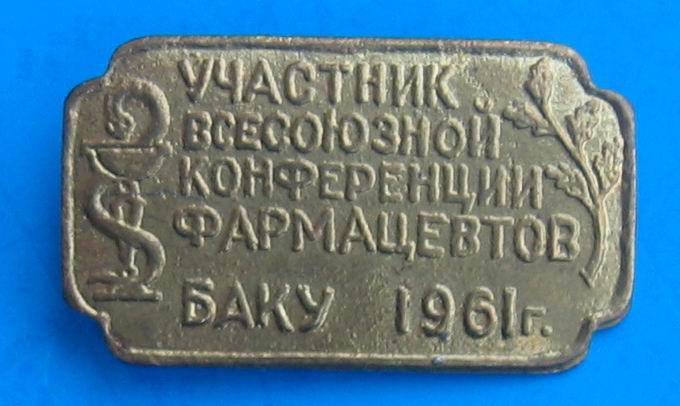 УЧАСТНИК
ВСЕСОЮЗНОЙ
КОНФЕРЕНЦИИ
ФАРМАЦЕВТОВ
БАКУ 1961г.